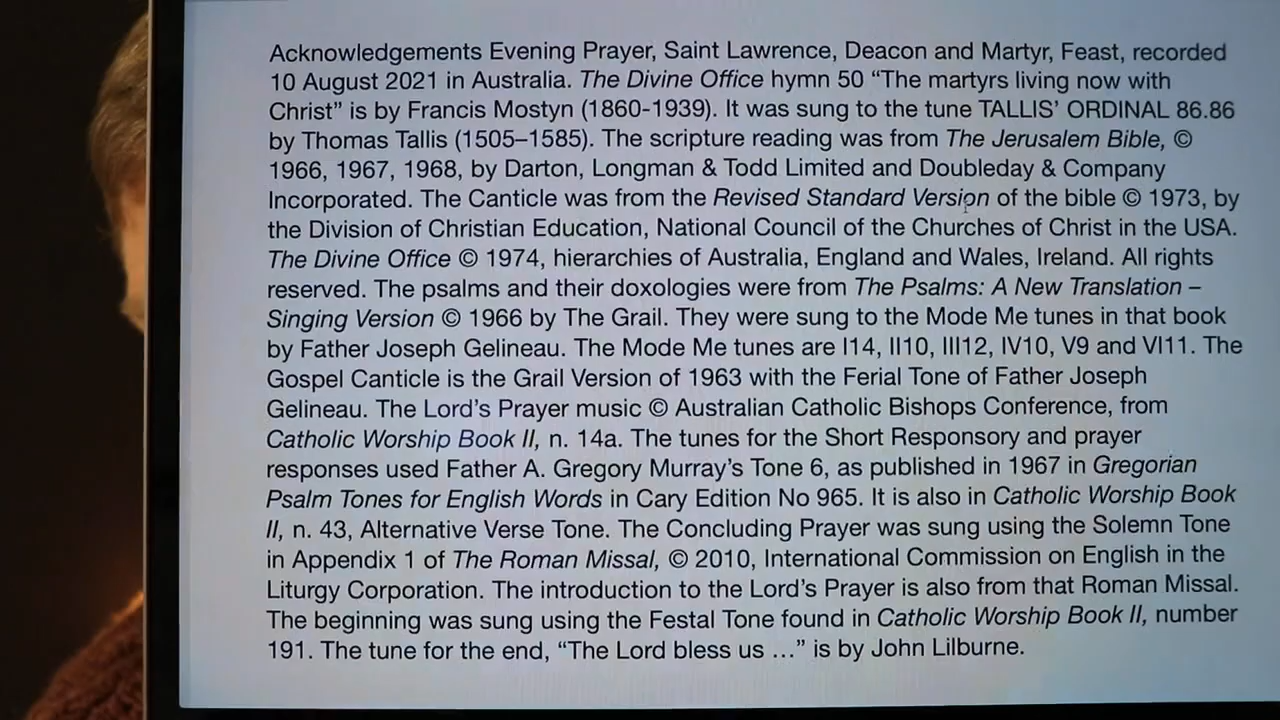 Acknowledgements Evening Prayer, Saint Lawrence, Deacon and Martyr, Feast, recorded
10 August 2021 in Australia. The Divine Office hymn 50 “The martyrs living now with
Christ” is by Francis Mostyn (1860-1939). It was sung to the tune TALLIS’ ORDINAL 86.86
by Thomas Tallis (1505–1585). The scripture reading was from The Jerusalem Bible, ©
1966, 1967, 1968, by Darton, Longman & Todd Limited and Doubleday & Company
Incorporated. The Canticle was from the Revised Standard Version of the bible © 1973, by
the Division of Christian Education, National Council of the Churches of Christ in the USA.
The Divine Office © 1974, hierarchies of Australia, England and Wales, Ireland. All rights
reserved. The psalms and their doxologies were from The Psalms: A New Translation –
Singing Version © 1966 by The Grail. They were sung to the Mode Me tunes in that book
by Father Joseph Gelineau. The Mode Me tunes are I14, II10, III12, IV10, V9 and VI11. The
Gospel Canticle is the Grail Version of 1963 with the Ferial Tone of Father Joseph
Gelineau. The Lord’s Prayer music © Australian Catholic Bishops Conference, from
Catholic Worship Book II, n. 14a. The tunes for the Short Responsory and prayer
responses used Father A. Gregory Murray’s Tone 6, as published in 1967 in Gregorian
Psalm Tones for English Words in Cary Edition No 965. It is also in Catholic Worship Book
II, n. 43, Alternative Verse Tone. The Concluding Prayer was sung using the Solemn Tone
in Appendix 1 of The Roman Missal, © 2010, International Commission on English in the
Liturgy Corporation. The introduction to the Lord’s Prayer is also from that Roman Missal.
The beginning was sung using the Festal Tone found in Catholic Worship Book II, number
191. The tune for the end, “The Lord bless us …” is by John Lilburne.